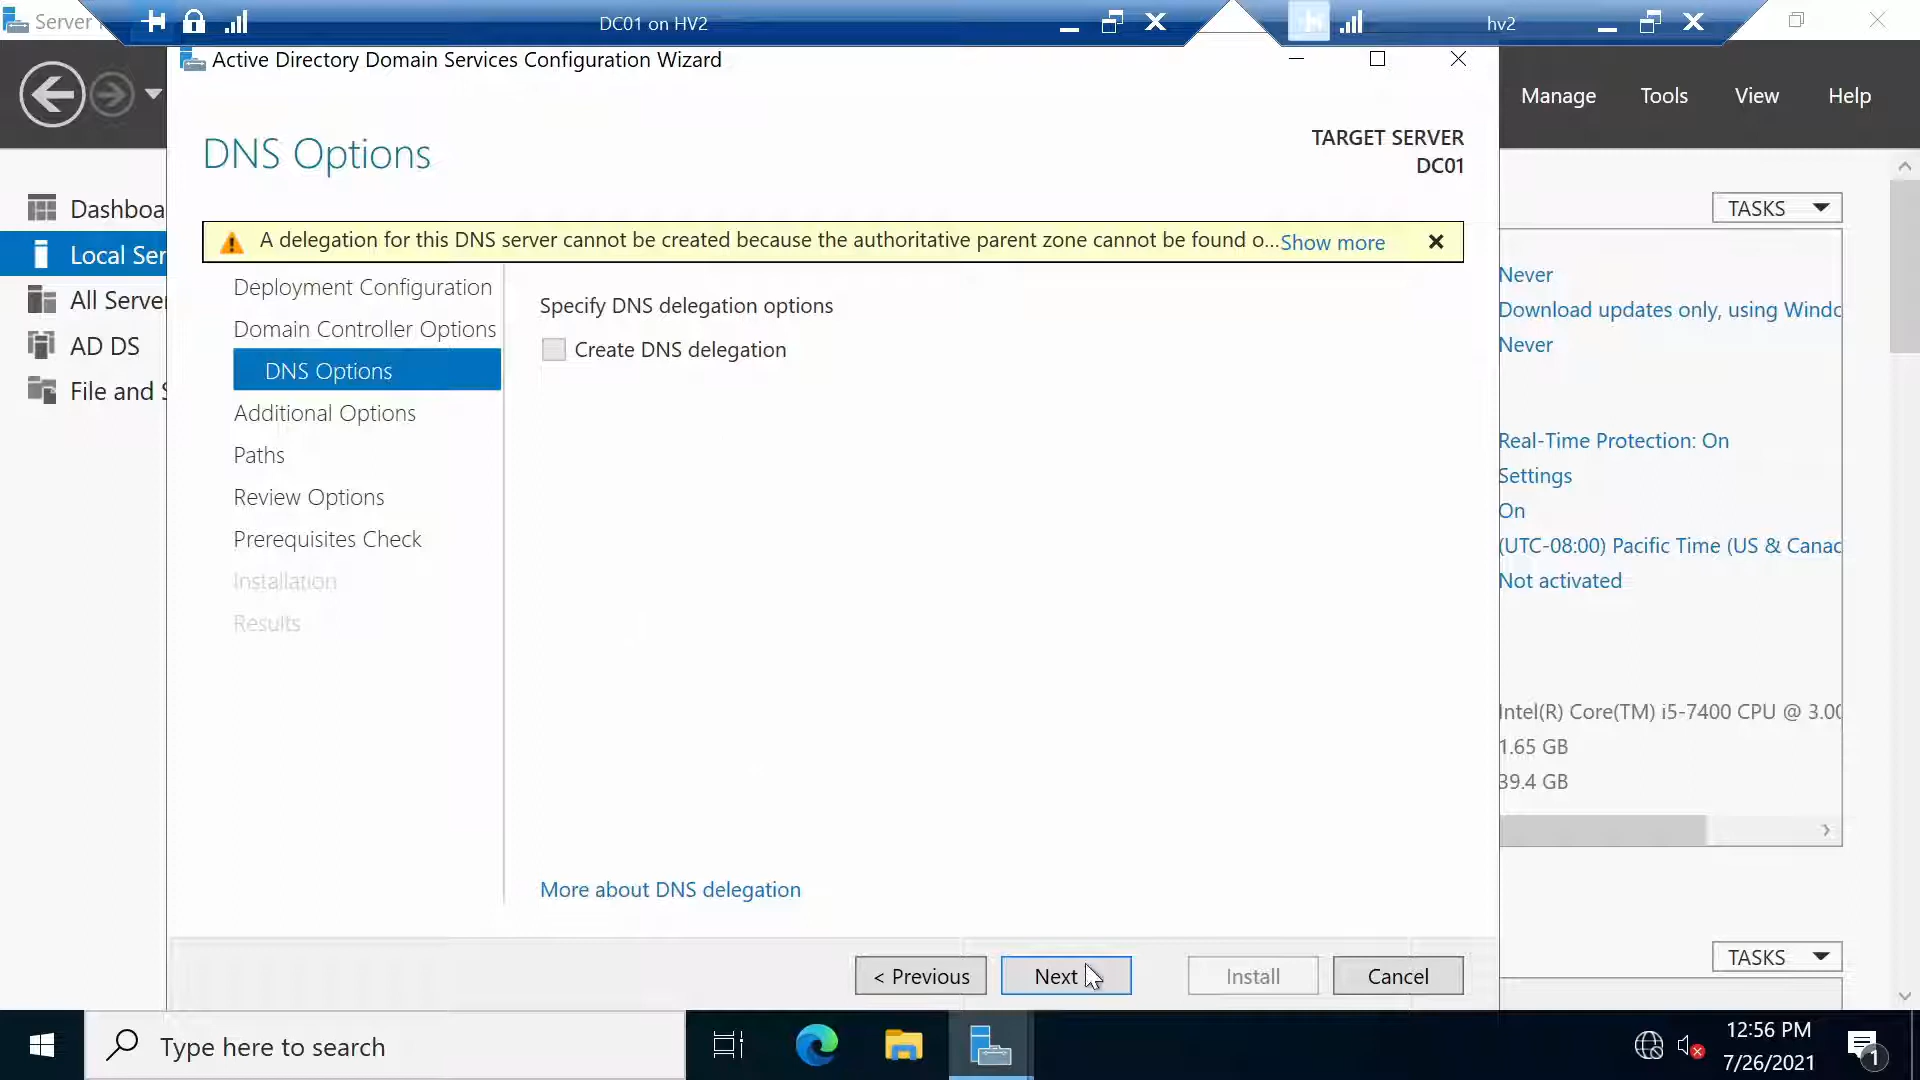 Server
DC01 on HV2
hv2
Active Directory Domain Services Configuration Wizard
Manage
Tools
View
Help
DNS Options
TARGET SERVER
DC01
A delegation for this DNS server cannot be created because the authoritative parent zone cannot be found o...Show more
Dashboa
Local Ser
All Server
AD DS
File and S
Deployment Configuration
Domain Controller Options
DNS Options
Additional Options
Paths
Review Options
Prerequisites Check
Installation
Results
Specify DNS delegation options
Create DNS delegation
More about DNS delegation
TASKS
Never
Download updates only, using Windo
Never
Real-Time Protection: On
Settings
On
(UTC-08:00) Pacific Time (US & Canad
Not activated
Intel(R) Core(TM) i5-7400 CPU @ 3.00
1.65 GB
39.4 GB
TASKS
< Previous
Next
Install
Cancel
Type here to search
12:56 PM
7/26/2021
1